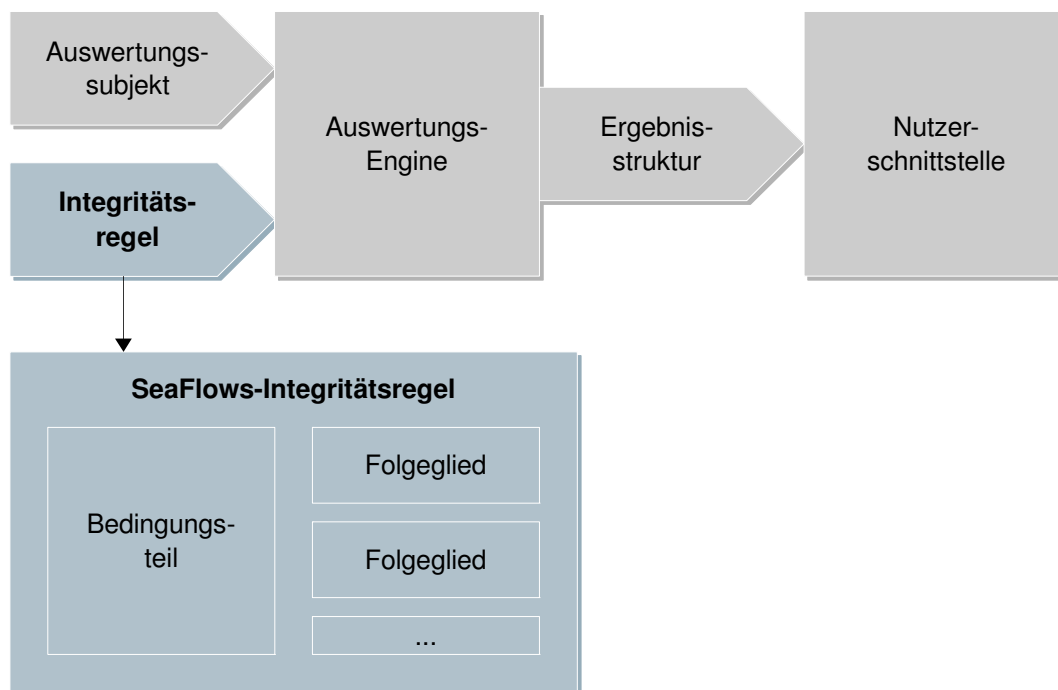 Auswertungs-
subjekt
Auswertungs-
Engine
Ergebnis-
struktur
Nutzer-
schnittstelle
Integritäts-
regel
SeaFlows-Integritätsregel
Bedingungs-
teil
Folgeglied
Folgeglied
...